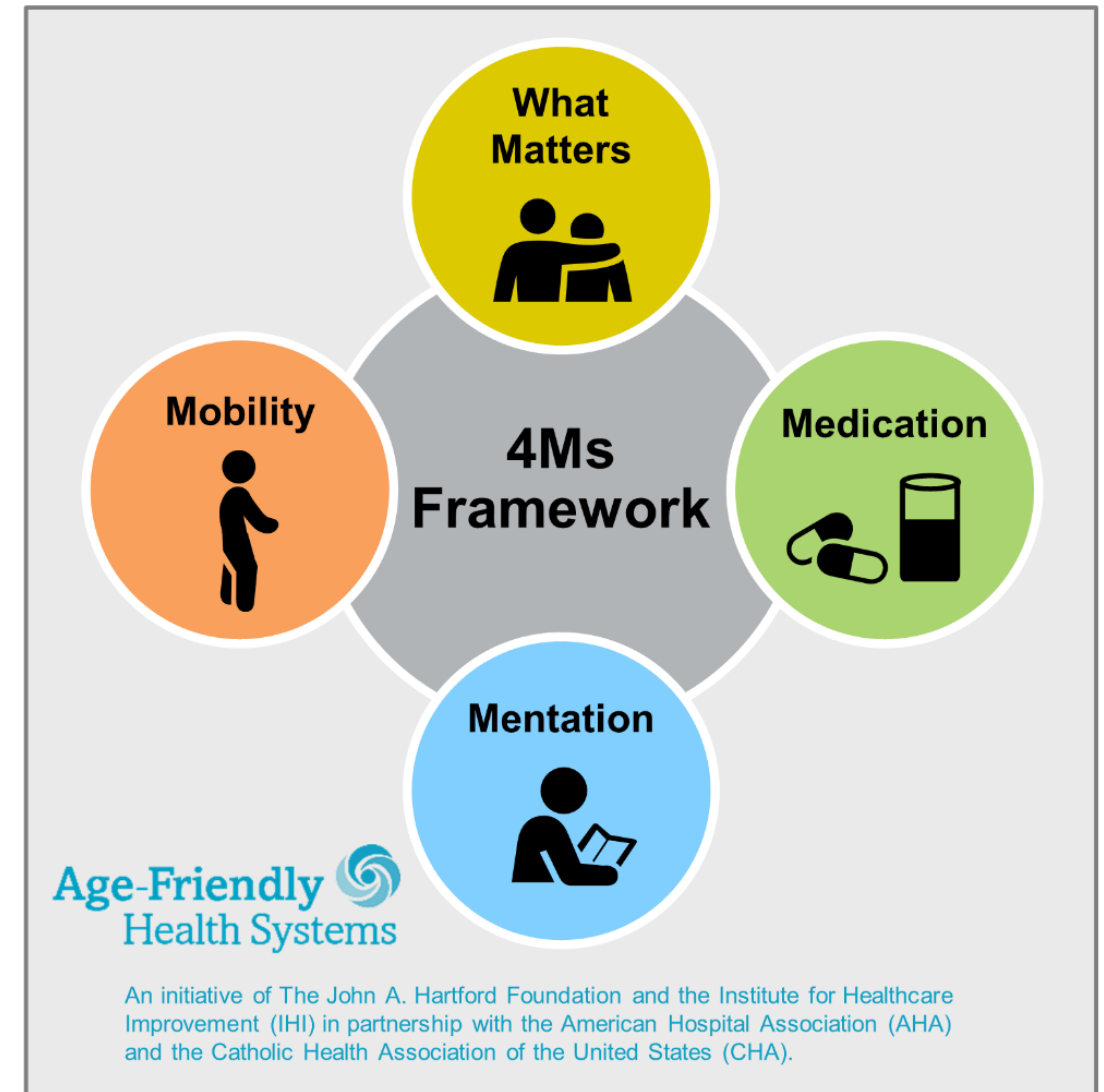 What
Matters
Mobility
4Ms
Framework
Medication
Mentation
Age-Friendly
Health Systems
An initiative of The John A. Hartford Foundation and the Institute for Healthcare
Improvement (IHI) in partnership with the American Hospital Association (AHA)
and the Catholic Health Association of the United States (CHA).